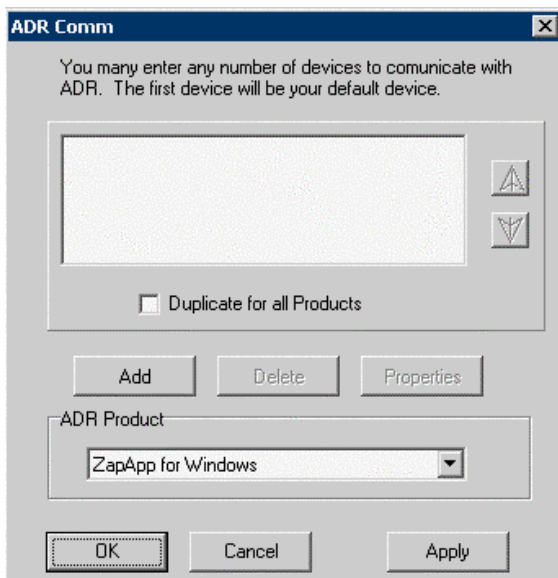 ADR Comm
You many enter any number of devices to comunicate with
ADR. The first device will be your default device.
Duplicate for all Products
Add
Delete
Properties
ADR Product
ZapApp for Windows
OK
Cancel
Apply